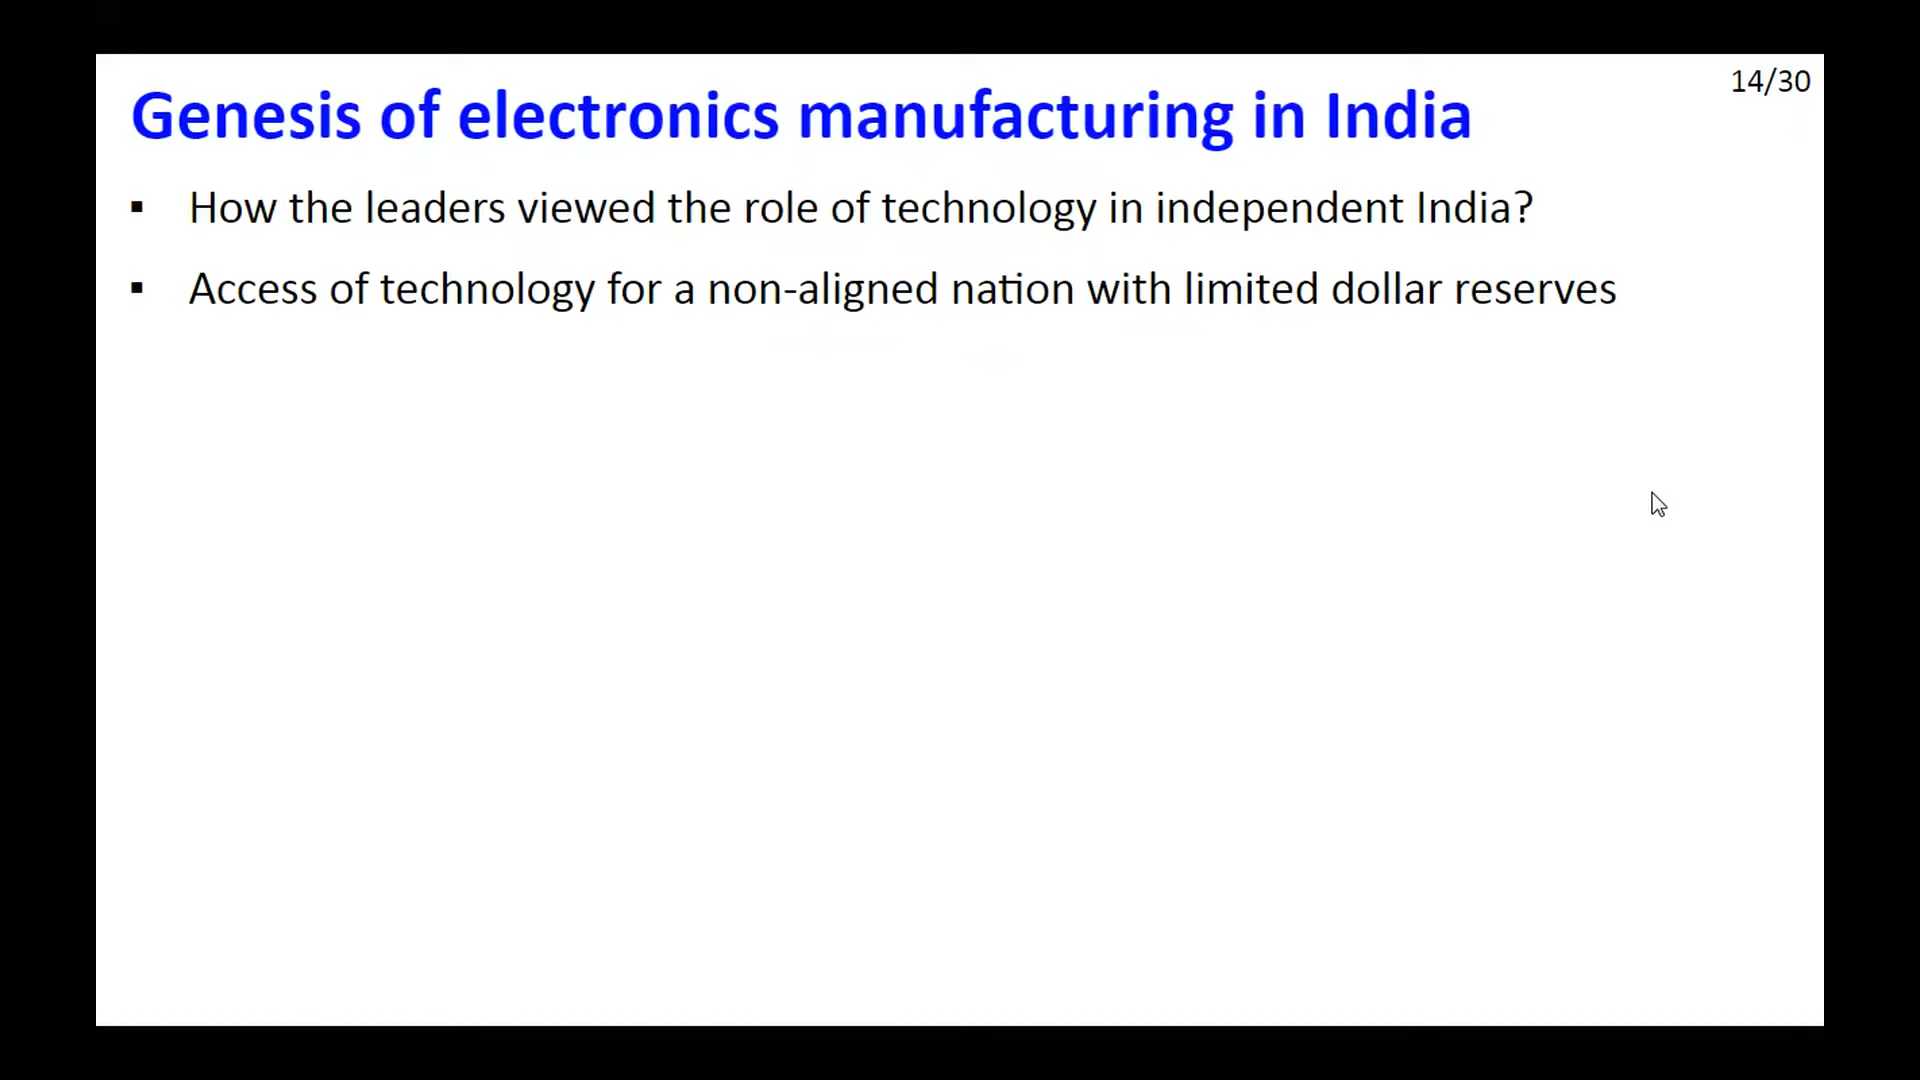 14/30
Genesis of electronics manufacturing in India
▪ How the leaders viewed the role of technology in independent India?
▪ Access of technology for a non-aligned nation with limited dollar reserves